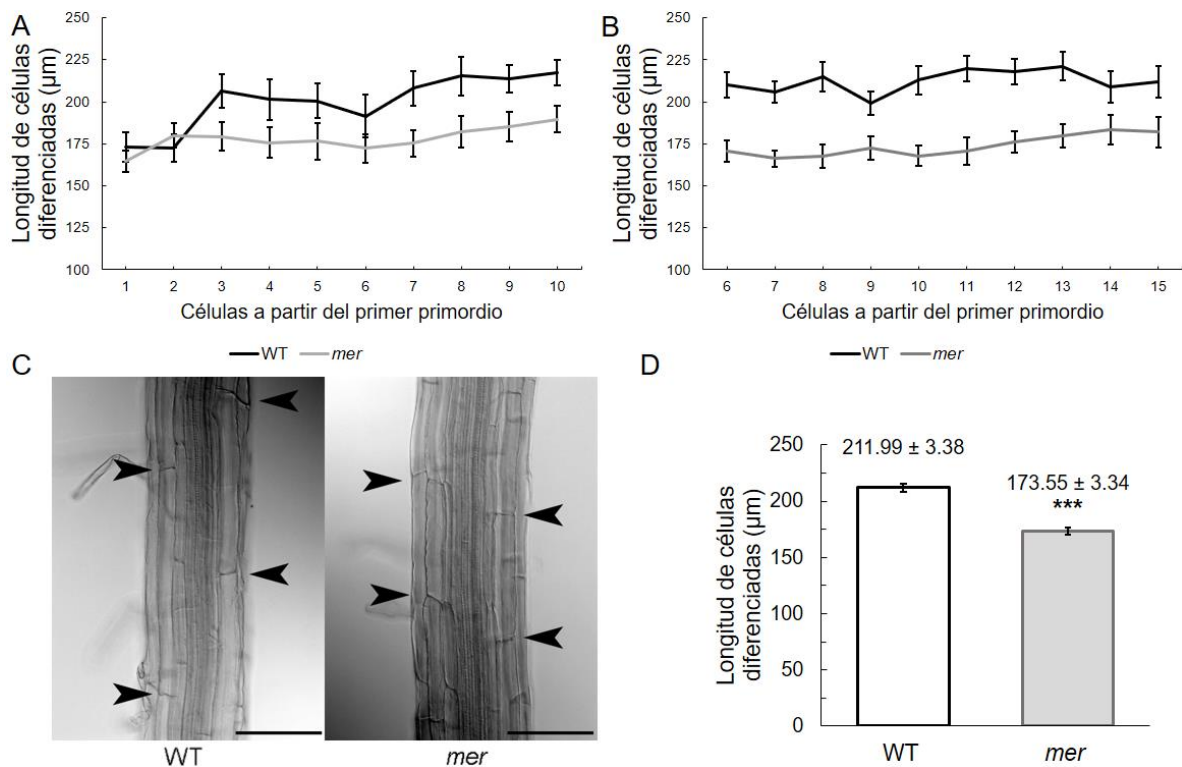 A
Longitud de células
diferenciadas (µm)
250
225
200
175
150
125
100
1 2 3 4 5 6 7 8 9 10
Células a partir del primer primordio
WT mer
B
Longitud de células
diferenciadas (µm)
250
225
200
175
150
125
100
6 7 8 9 10 11 12 13 14 15
Células a partir del primer primordio
WT mer
C
WT mer
D
Longitud de células
diferenciadas (µm)
250
200
150
100
50
0
211.99 ± 3.38
173.55 ± 3.34
***
WT mer